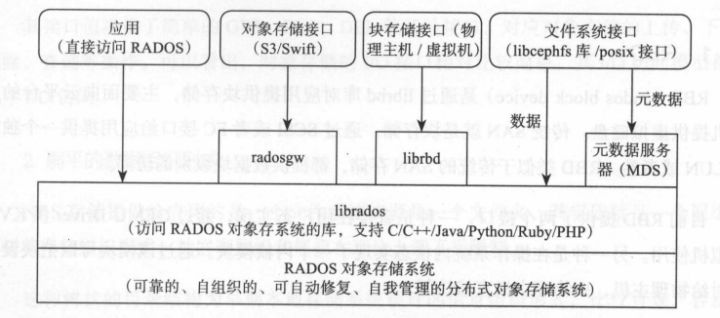 应用
（直接访问 RADOS）
对象存储接口
（S3/Swift）
块存储接口（物
理主机 / 虚拟机）
文件系统接口
（libcephfs 库 /posix 接口）
元数据
数据
radosgw
librbd
元数据服务
器（MDS）
librados
（访问 RADOS 对象存系统的库，支持 C/C++/Java/Python/Ruby/PHP）
RADOS 对象存储系统
（可靠的、自组织的、可自动修复、自我管理的分布式对象存储系统）